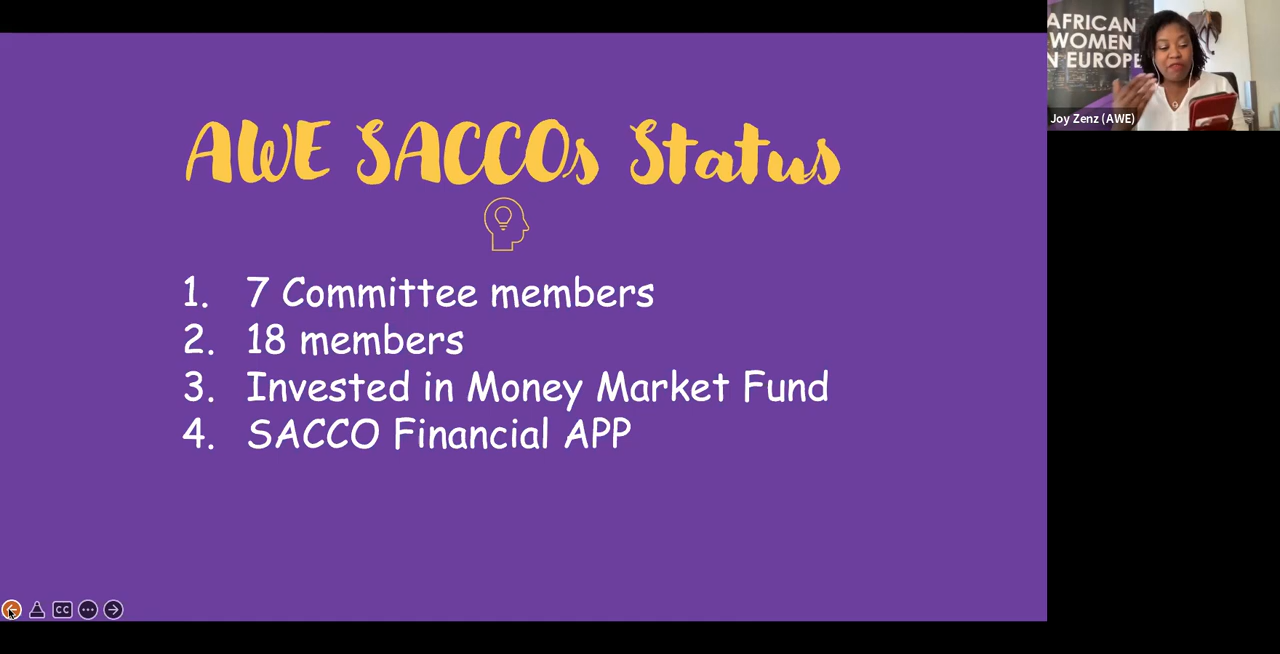 AWE SACCOs Status
1. 7 Committee members
2. 18 members
3. Invested in Money Market Fund
4. SACCO Financial APP
CC
AFRICAN
WOMEN
N EUROPE
Joy Zenz (AWE)